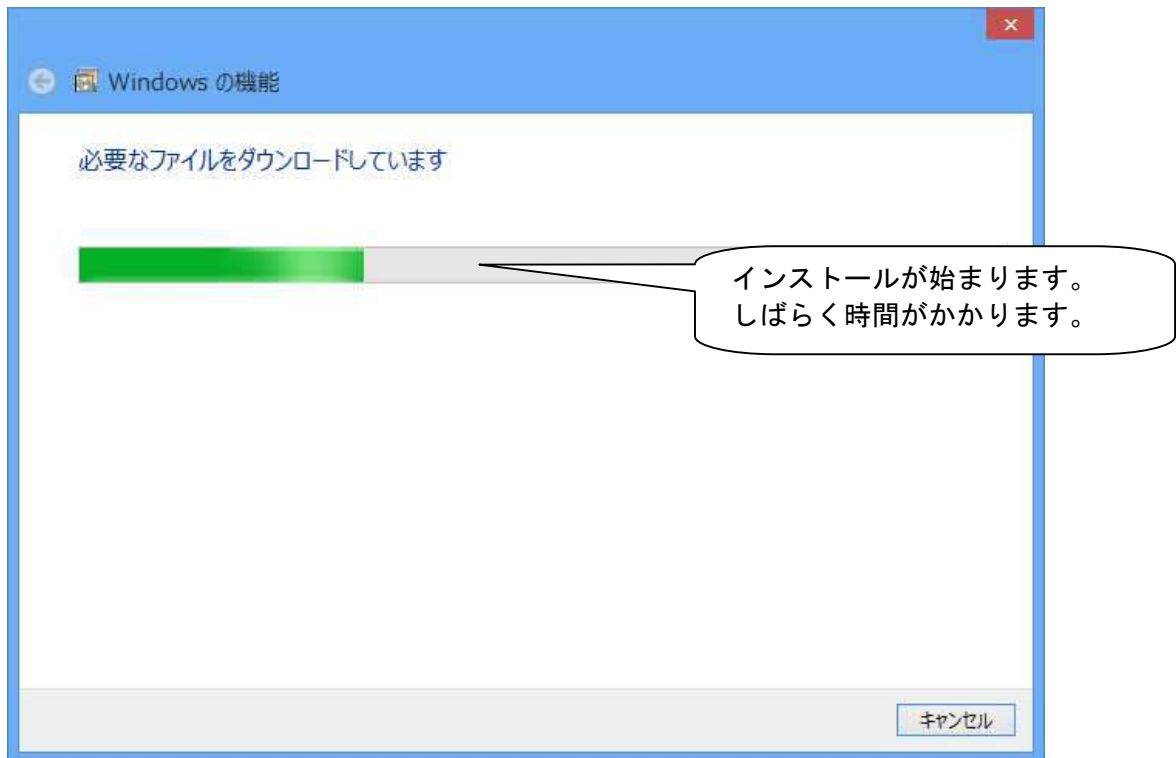 Windows の機能
必要なファイルをダウンロードしています
インストールが始まります。
しばらく時間がかかります。
キャンセル